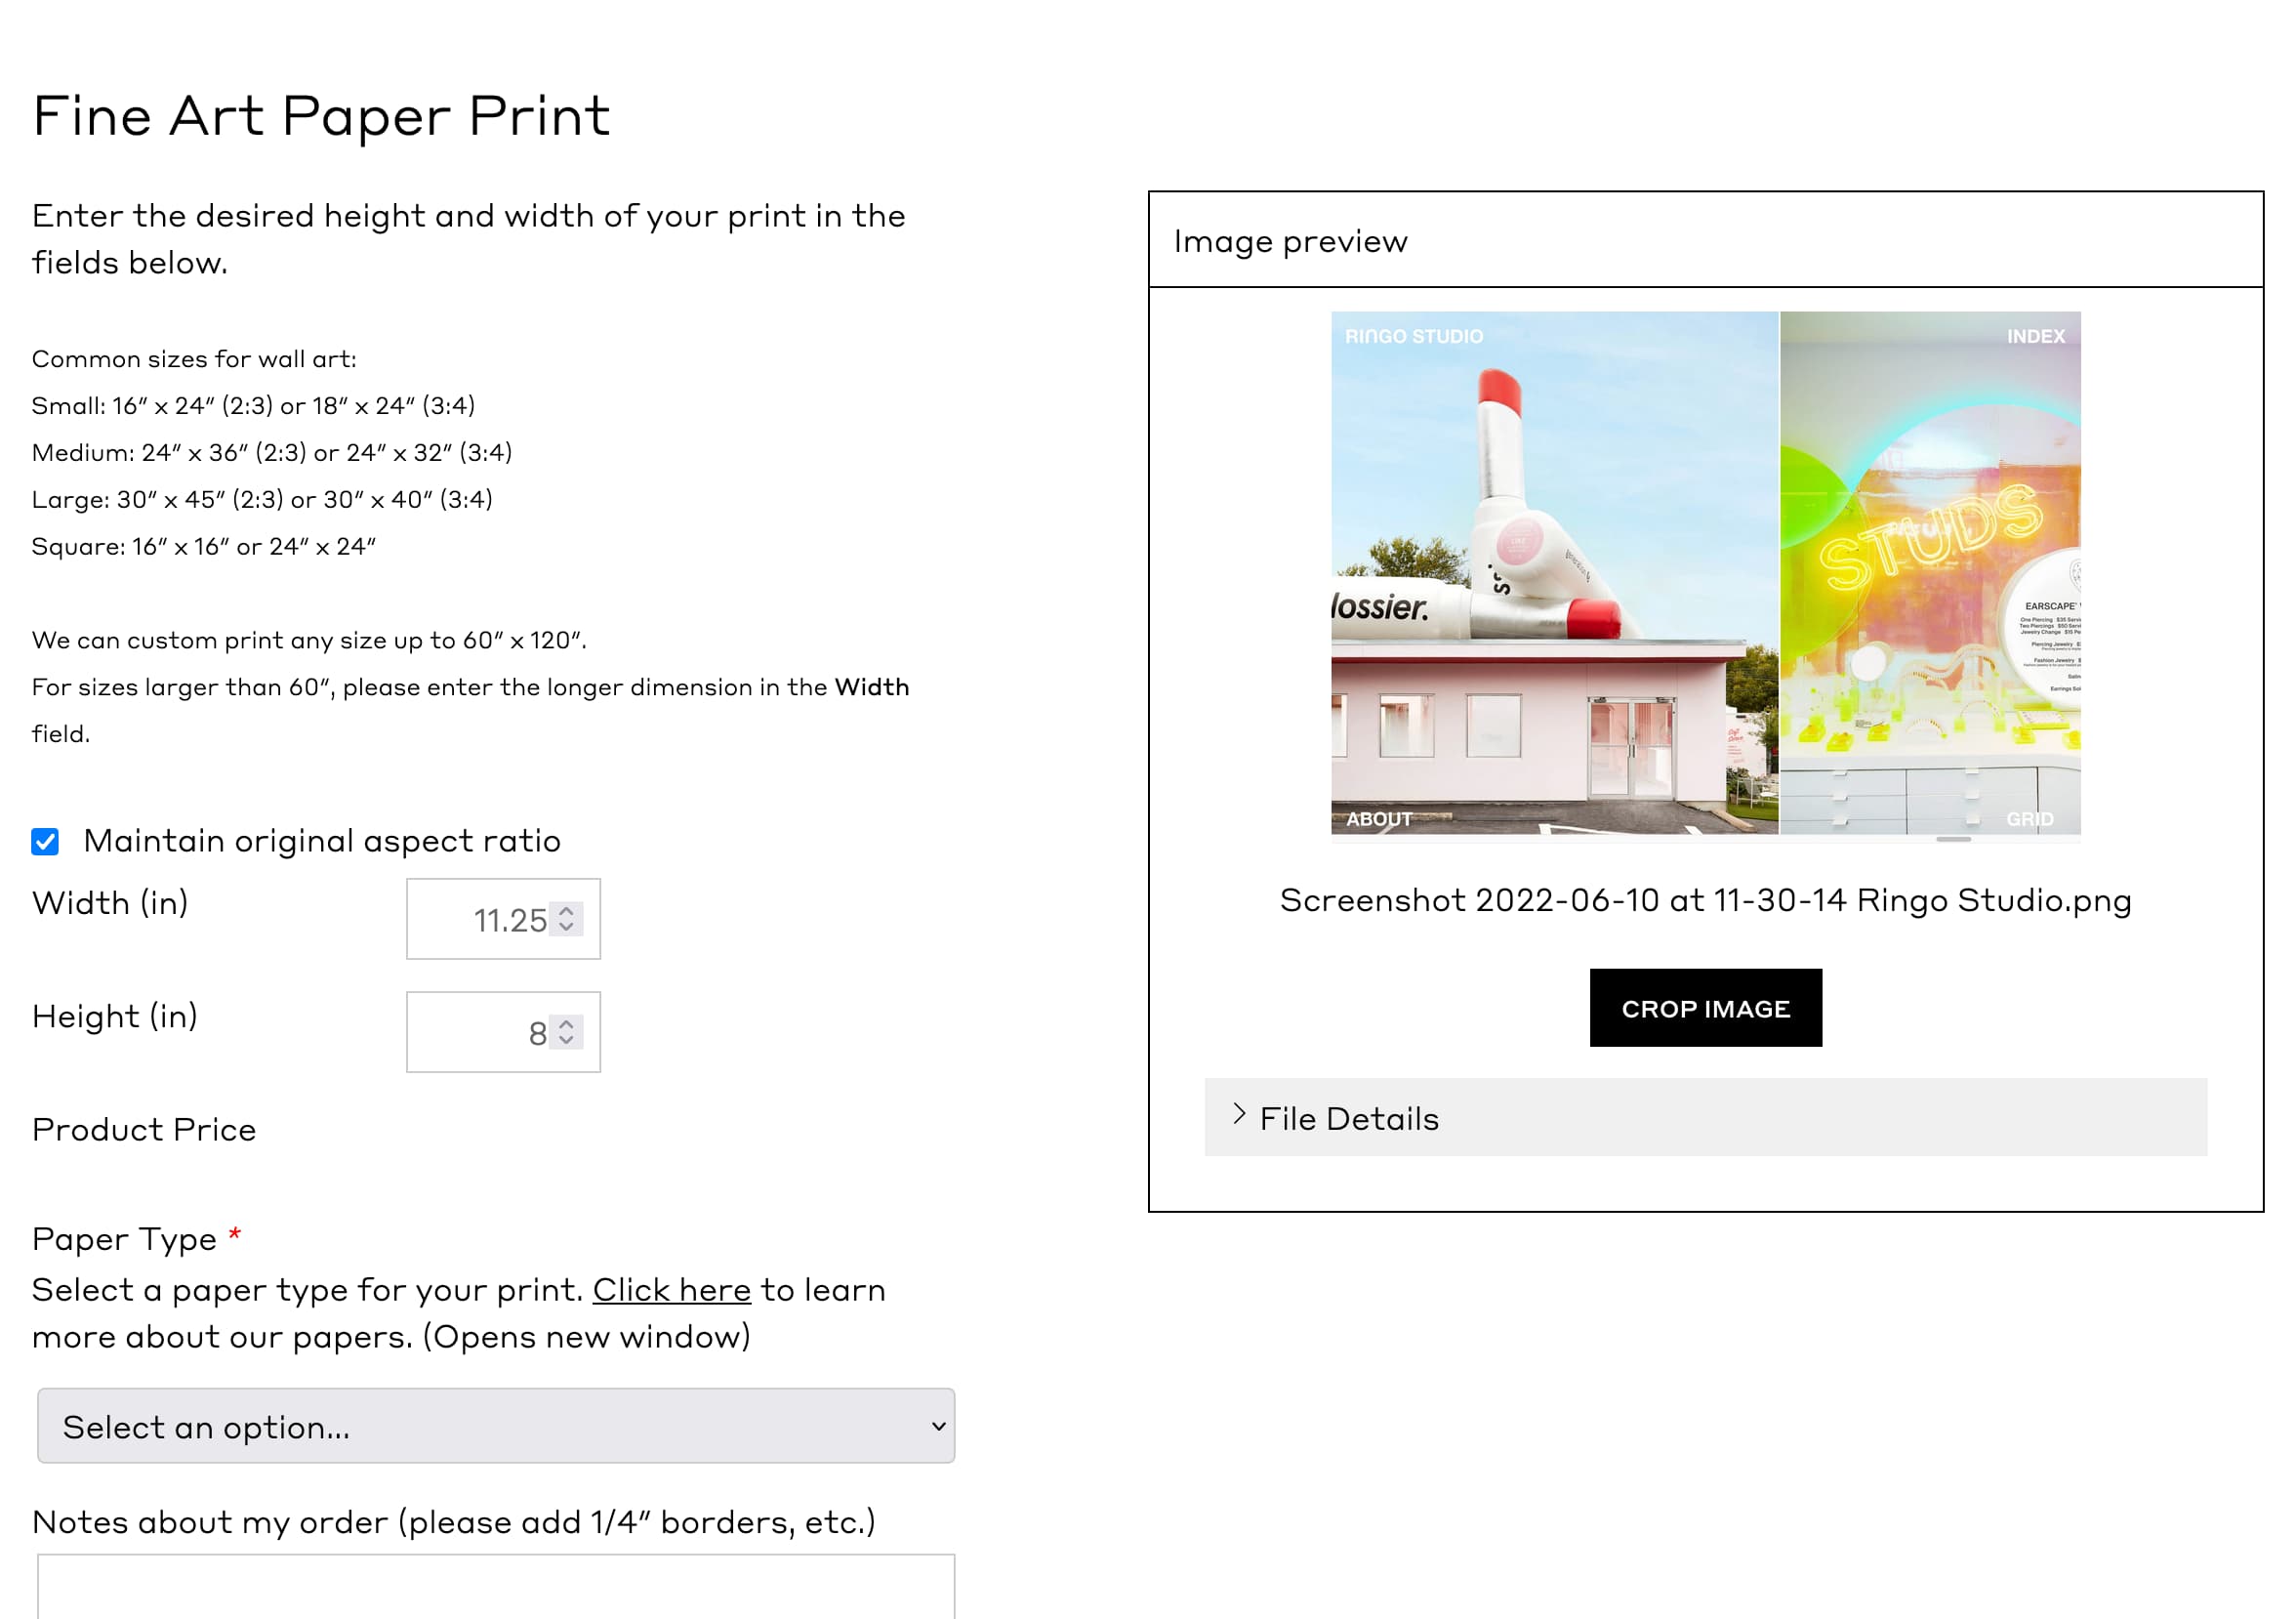 Fine Art Paper Print
Enter the desired height and width of your print in the
fields below.
Common sizes for wall art:
Small: 16” x 24” (2:3) or 18” x 24” (3:4)
Medium: 24” x 36” (2:3) or 24” x 32” (3:4)
Large: 30” x 45” (2:3) or 30” x 40” (3:4)
Square: 16” x 16” or 24” x 24”
We can custom print any size up to 60” x 120”.
For sizes larger than 60”, please enter the longer dimension in the Width
field.
Maintain original aspect ratio
Width (in)
11.25
Height (in)
8
Product Price
Paper Type *
Select a paper type for your print. Click here to learn
more about our papers. (Opens new window)
Select an option...
Notes about my order (please add 1/4” borders, etc.)
Image preview
RINGO STUDIO
INDEX
STUDS
lossier.
EARSCAPE
ABOUT
GRID
Screenshot 2022-06-10 at 11-30-14 Ringo Studio.png
CROP IMAGE
File Details